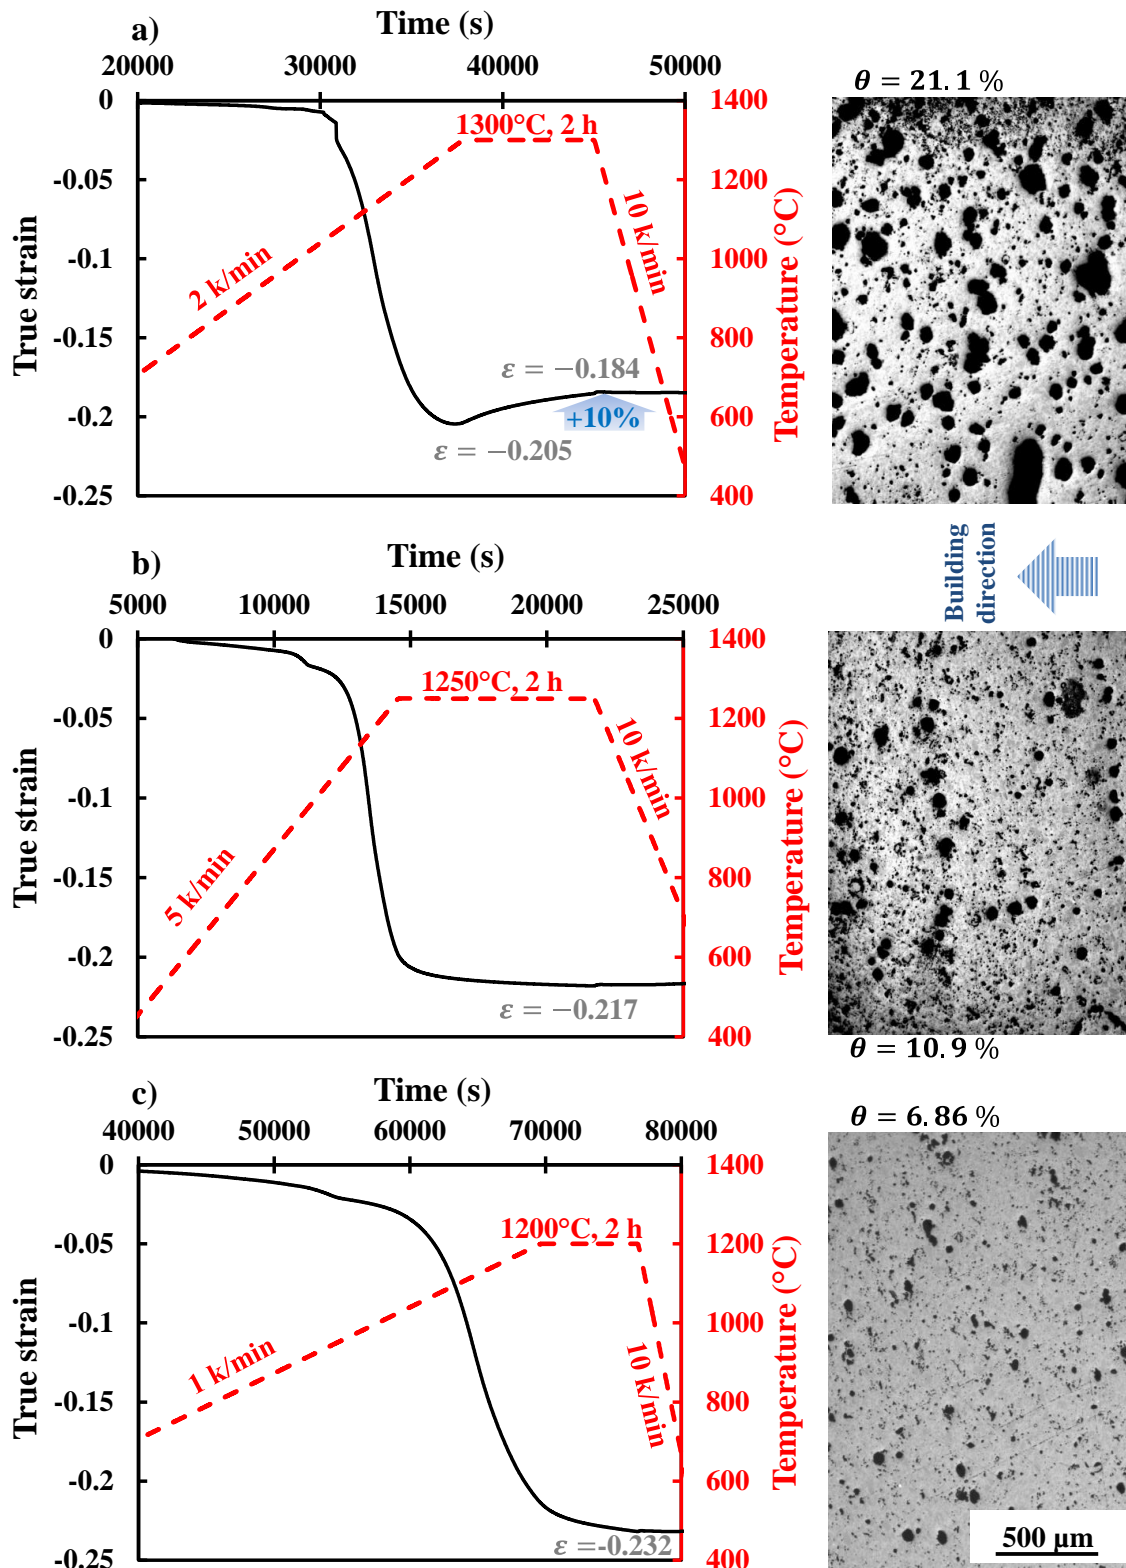 a)
Time (s)
20000 30000 40000 50000
0
-0.05
-0.1
-0.15
-0.2
-0.25
True strain
1300°C, 2 h
2 k/min
10 k/min
ε = −0.184
+10%
ε = −0.205
1400
1200
1000
800
600
400
Temperature (°C)
θ = 21.1 %
Building
direction
b)
Time (s)
5000 10000 15000 20000 25000
0
-0.05
-0.1
-0.15
-0.2
-0.25
True strain
1250°C, 2 h
5 k/min
10 k/min
ε = −0.217
1400
1200
1000
800
600
400
Temperature (°C)
θ = 10.9 %
c)
Time (s)
40000 50000 60000 70000 80000
0
-0.05
-0.1
-0.15
-0.2
-0.25
True strain
1200°C, 2 h
1 k/min
10 k/min
ε =-0.232
1400
1200
1000
800
600
400
Temperature (°C)
θ = 6.86 %
500 µm